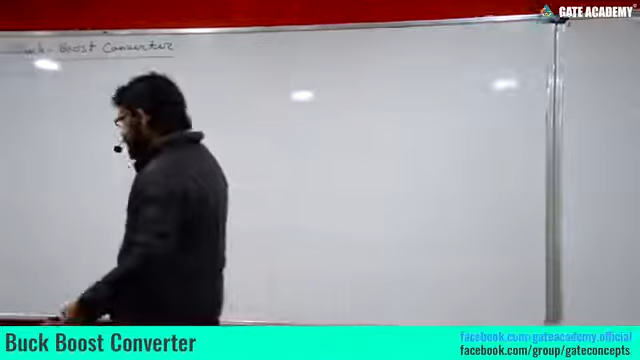 GATE ACADEMY
Boost Converter
Buck Boost Converter
facebook.com/gateacademy.official
facebook.com/group/gateconcepts